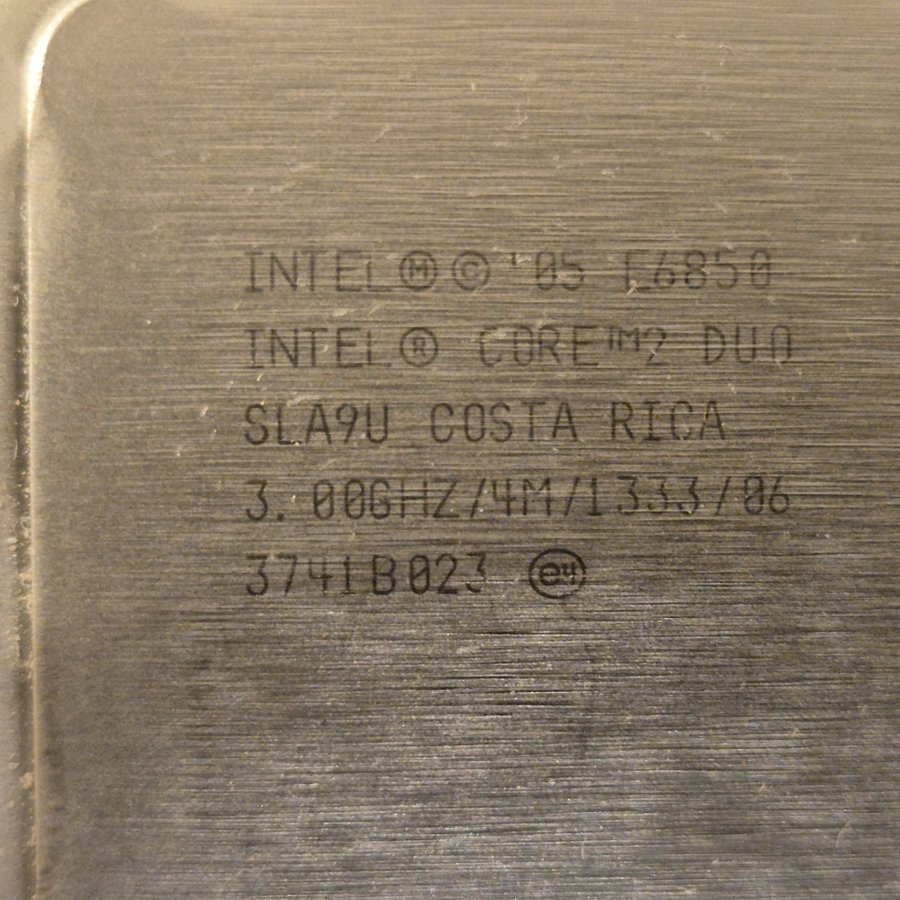 INTEL Ⓜ © '05 E6850
INTEL ® CORE™2 DUO
SLA9U COSTA RICA
3.00GHZ/4M/1333/06
3741B023 e4